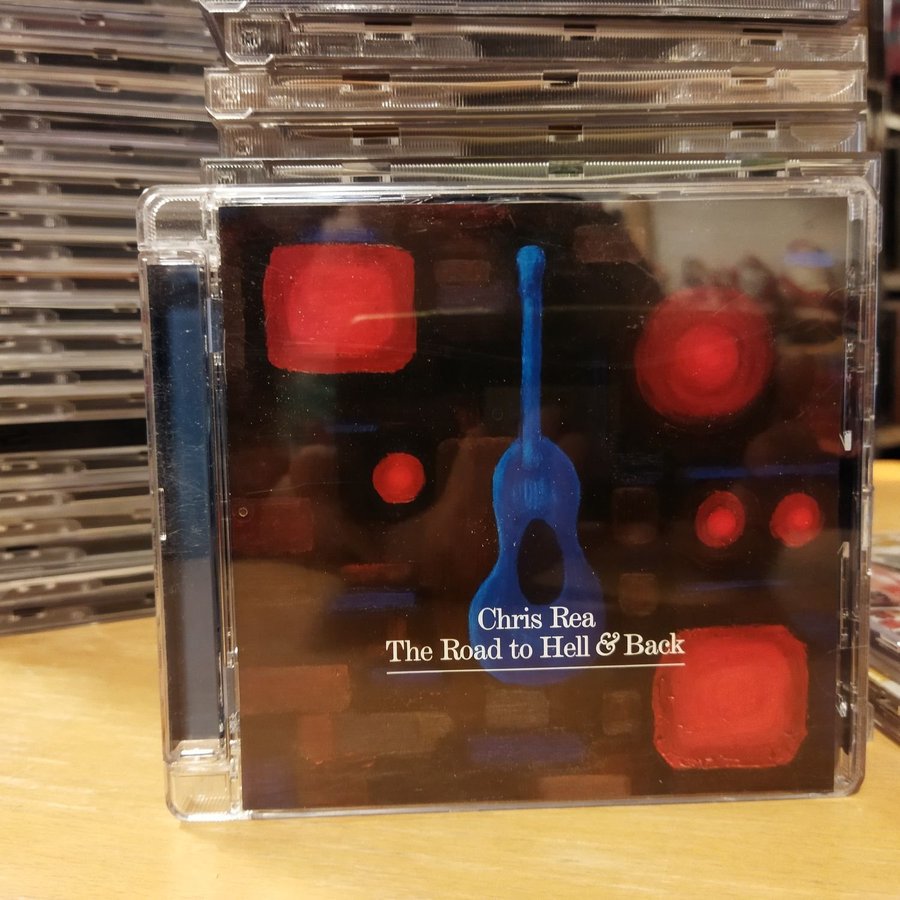 Chris Rea
The Road to Hell & Back